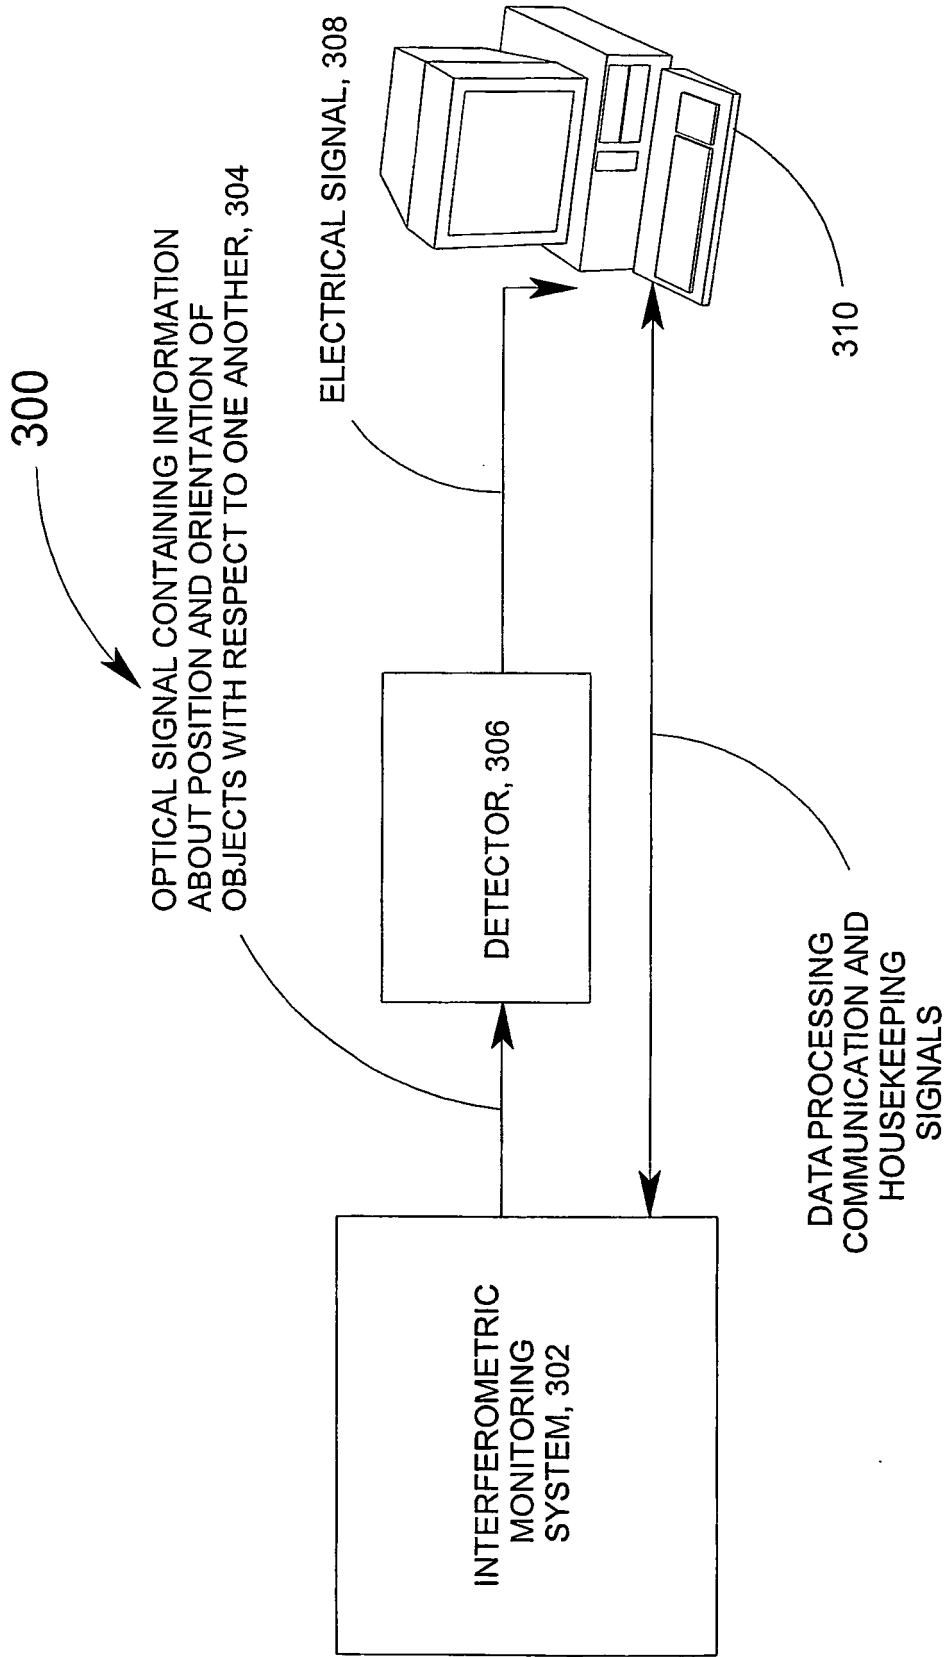 300
OPTICAL SIGNAL CONTAINING INFORMATION
ABOUT POSITION AND ORIENTATION OF
OBJECTS WITH RESPECT TO ONE ANOTHER, 304
ELECTRICAL SIGNAL, 308
DETECTOR, 306
INTERFEROMETRIC
MONITORING
SYSTEM, 302
310
DATA PROCESSING
COMMUNICATION AND
HOUSEKEEPING
SIGNALS